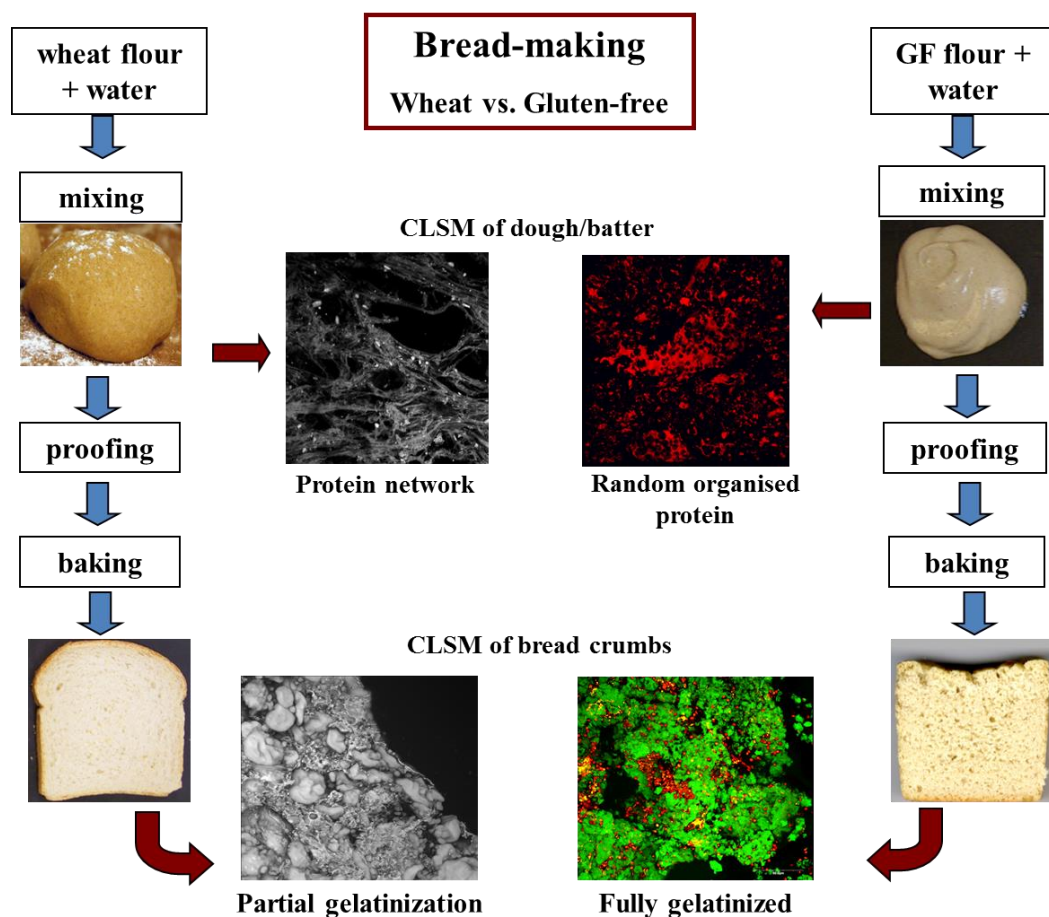 wheat flour
+ water
Bread-making
Wheat vs. Gluten-free
GF flour +
water
mixing
mixing
CLSM of dough/batter
Protein network
Random organised
protein
proofing
proofing
baking
baking
CLSM of bread crumbs
Partial gelatinization
Fully gelatinized